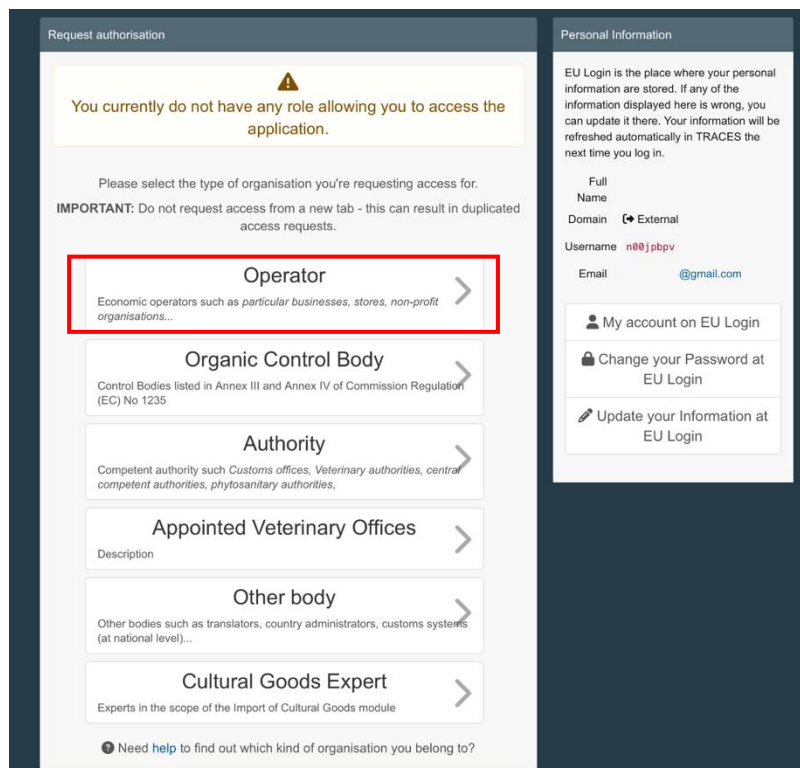 Request authorisation
You currently do not have any role allowing you to access the
application.
Please select the type of organisation you're requesting access for.
IMPORTANT: Do not request access from a new tab - this can result in duplicated
access requests.
Operator
Economic operators such as particular businesses, stores, non-profit
organisations...
Organic Control Body
Control Bodies listed in Annex III and Annex IV of Commission Regulation
(EC) No 1235
Authority
Competent authority such Customs offices, Veterinary authorities, central
competent authorities, phytosanitary authorities,
Appointed Veterinary Offices
Description
Other body
Other bodies such as translators, country administrators, customs systems
(at national level)...
Cultural Goods Expert
Experts in the scope of the Import of Cultural Goods module
Need help to find out which kind of organisation you belong to?
Personal Information
EU Login is the place where your personal
information are stored. If any of the
information displayed here is wrong, you
can update it there. Your information will be
refreshed automatically in TRACES the
next time you log in.
Full
Name
Domain External
Username n00jpbpv
Email @gmail.com
My account on EU Login
Change your Password at
EU Login
Update your Information at
EU Login